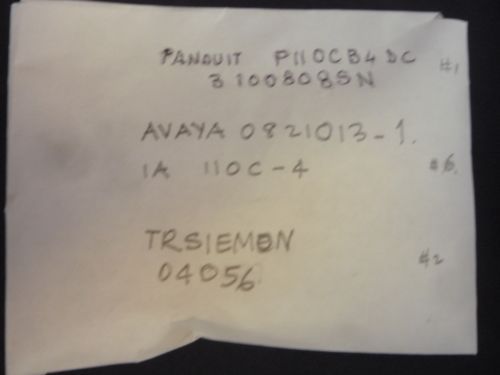 PANDUIT P110CB4DC #1
3100808SN
AVAYA 0821013-1.
1A 110C-4 #6.
TRSIEMON #2
04056